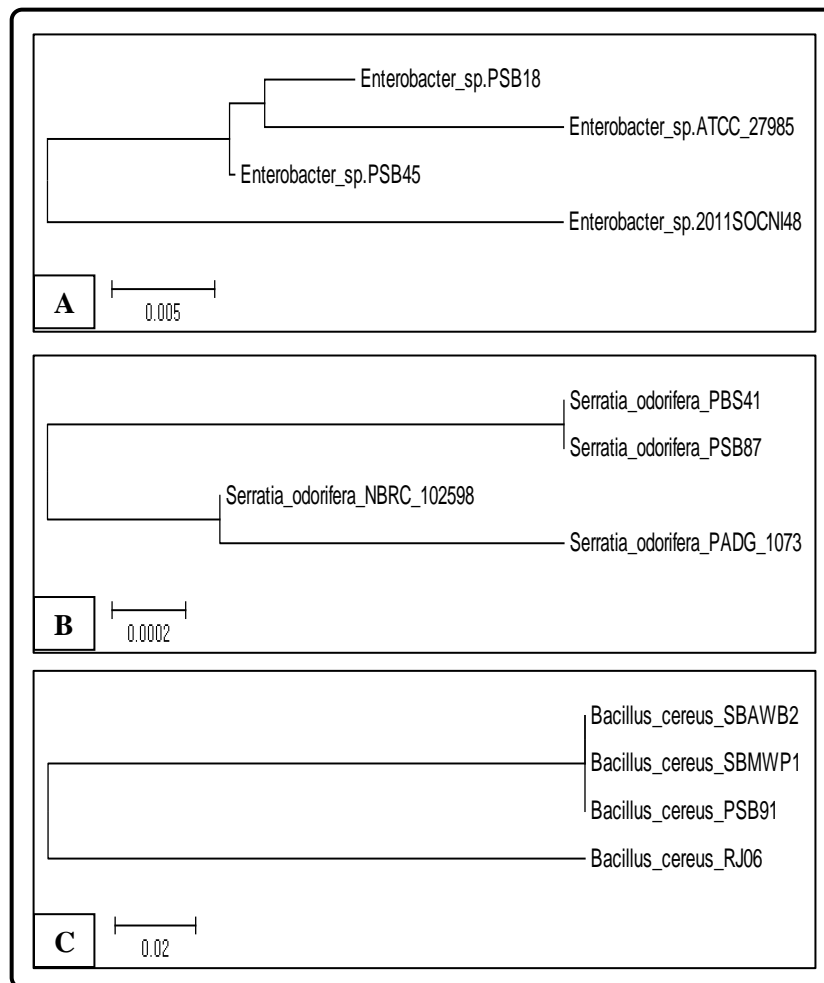 Enterobacter_sp.PSB18
Enterobacter_sp.ATCC_27985
Enterobacter_sp.PSB45
Enterobacter_sp.2011SOCNI48
A
0.005
Serratia_odorifera_PBS41
Serratia_odorifera_PSB87
Serratia_odorifera_NBRC_102598
Serratia_odorifera_PADG_1073
B
0.0002
Bacillus_cereus_SBAWB2
Bacillus_cereus_SBMWP1
Bacillus_cereus_PSB91
Bacillus_cereus_RJ06
C
0.02